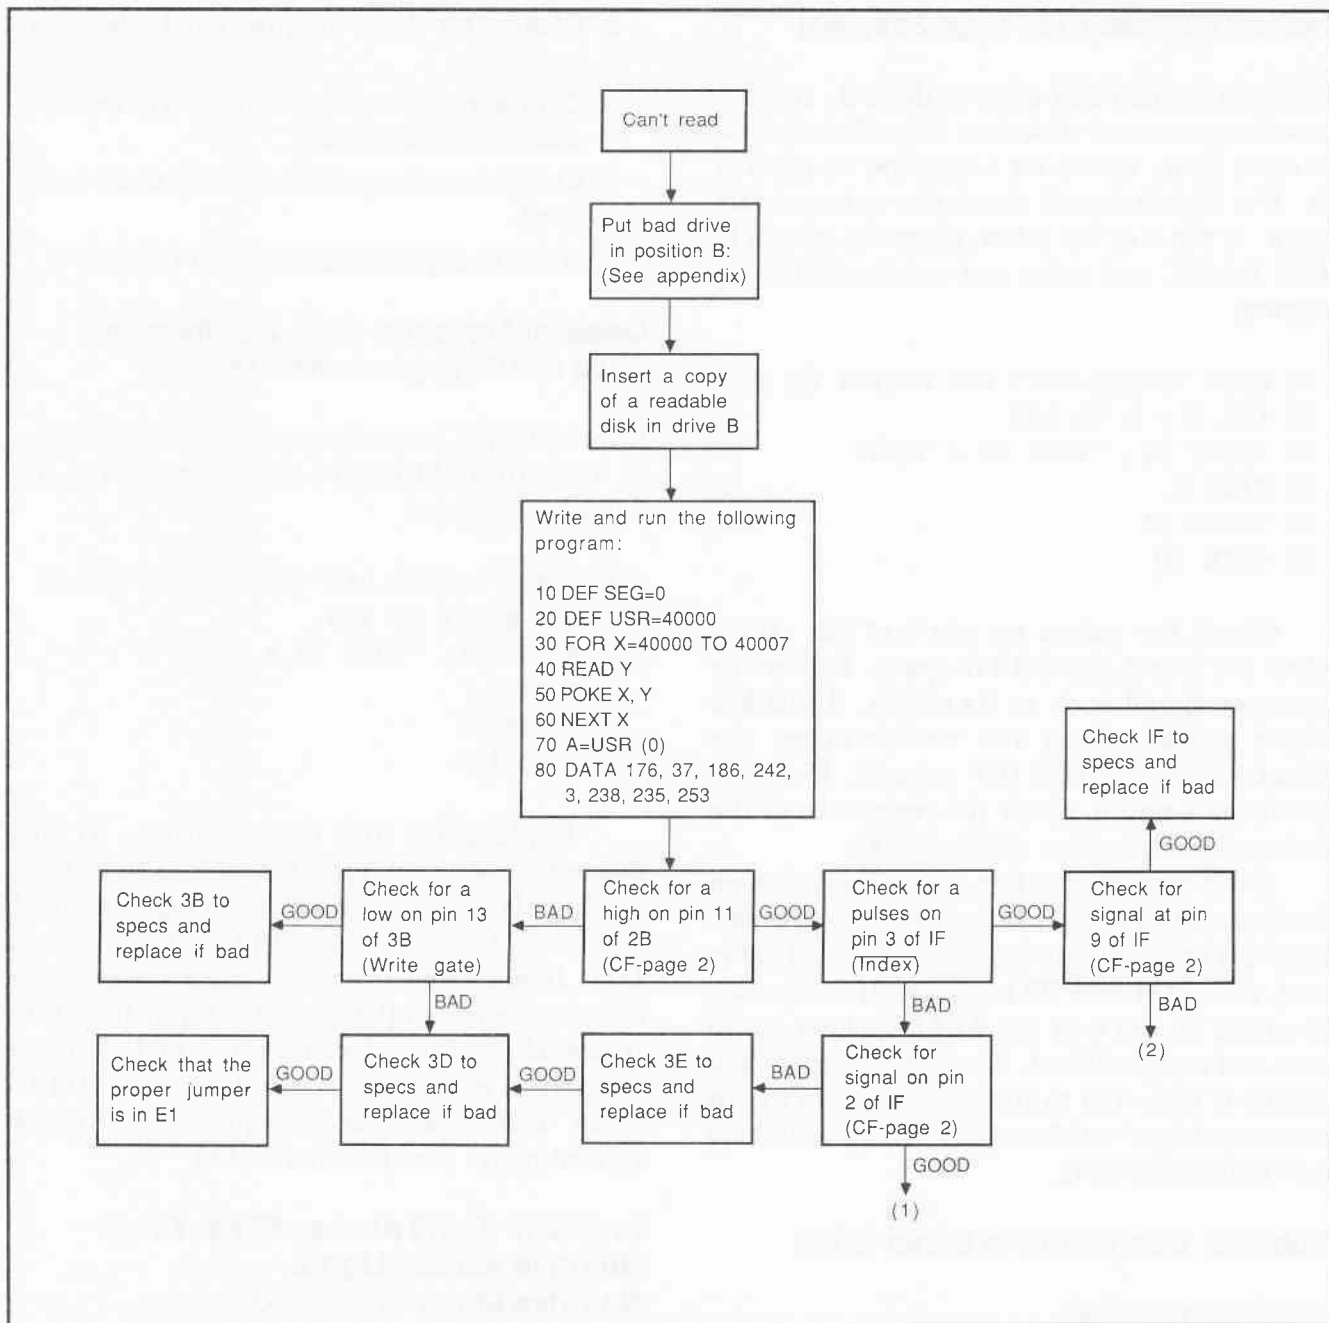 Can't read
Put bad drive
in position B:
(See appendix)
Insert a copy
of a readable
disk in drive B
Write and run the following
program:
10 DEF SEG=0
20 DEF USR=40000
30 FOR X=40000 TO 40007
40 READ Y
50 POKE X, Y
60 NEXT X
70 A=USR (0)
80 DATA 176, 37, 186, 242,
3, 238, 235, 253
Check IF to
specs and
replace if bad
GOOD
Check 3B to
specs and
replace if bad
GOOD
Check for a
low on pin 13
of 3B
(Write gate)
BAD
Check for a
high on pin 11
of 2B
(CF-page 2)
GOOD
Check for a
pulses on
pin 3 of IF
(Index)
GOOD
Check for
signal at pin
9 of IF
(CF-page 2)
BAD
BAD
BAD
(2)
Check that the
proper jumper
is in E1
GOOD
Check 3D to
specs and
replace if bad
GOOD
Check 3E to
specs and
replace if bad
BAD
Check for
signal on pin
2 of IF
(CF-page 2)
GOOD
(1)